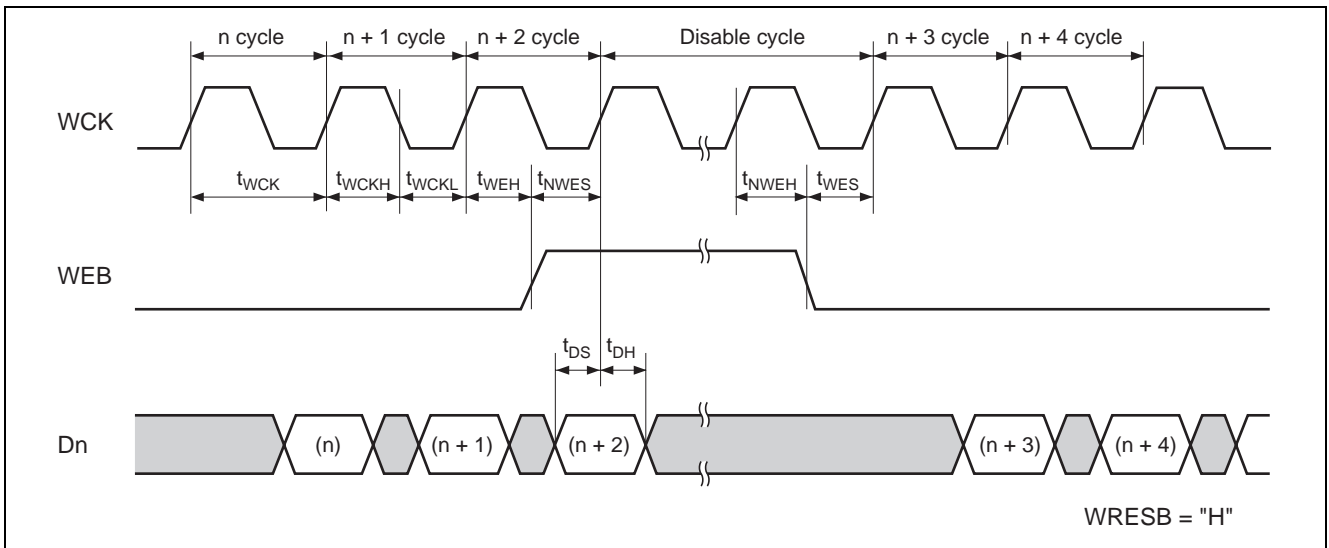 n cycle n + 1 cycle n + 2 cycle Disable cycle n + 3 cycle n + 4 cycle
WCK
tWCK tWCKH tWCKL tWEH tNWES tNWEH tWES
WEB
tDS tDH
Dn (n) (n + 1) (n + 2) (n + 3) (n + 4)
WRESB = "H"